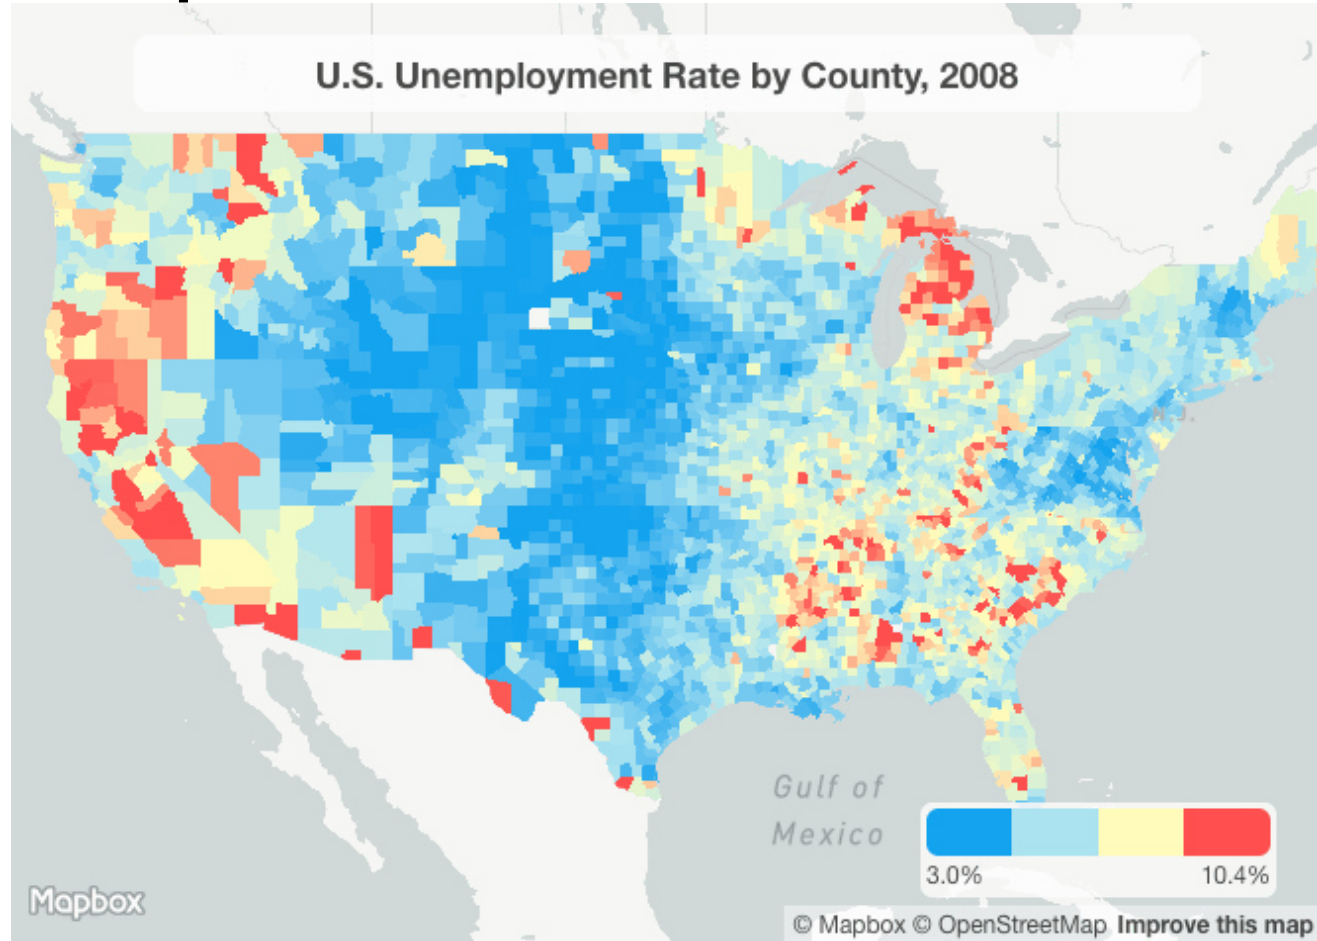 U.S. Unemployment Rate by County, 2008
N.J.
Gulf of
Mexico
3.0%
10.4%
Mapbox
© Mapbox © OpenStreetMap Improve this map